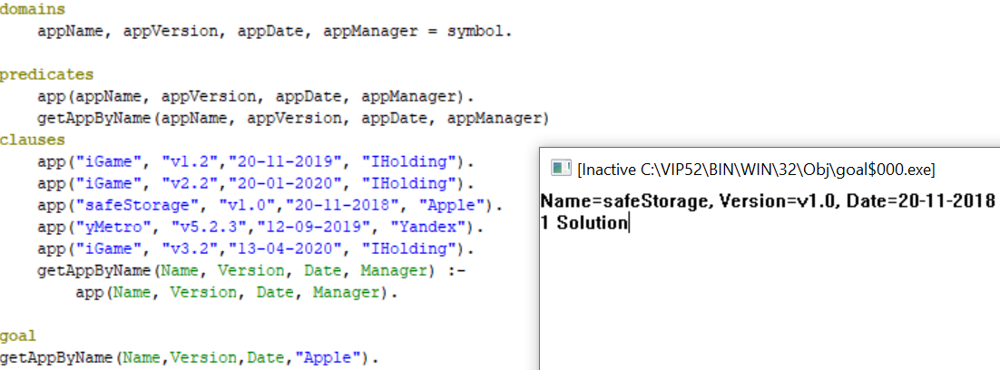 domains
appName, appVersion, appDate, appManager = symbol.
predicates
app(appName, appVersion, appDate, appManager).
getAppByName(appName, appVersion, appDate, appManager)
clauses
app("iGame", "v1.2","20-11-2019", "IHolding").
app("iGame", "v2.2","20-01-2020", "IHolding").
app("safeStorage", "v1.0","20-11-2018", "Apple").
app("yMetro", "v5.2.3","12-09-2019", "Yandex").
app("iGame", "v3.2","13-04-2020", "IHolding").
getAppByName(Name, Version, Date, Manager) :-
app(Name, Version, Date, Manager).
goal
getAppByName(Name,Version,Date,"Apple").
[Inactive C:\VIP52\BIN\WIN\32\Obj\goal$000.exe]
Name=safeStorage, Version=v1.0, Date=20-11-2018
1 Solution